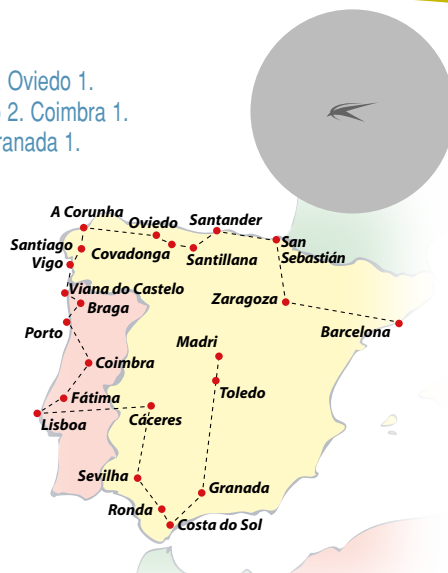 Oviedo 1.
o 2. Coimbra 1.
ranada 1.
A Corunha
Oviedo
Santander
Santiago
Covadonga
Santillana
San
Sebastián
Vigo
Viana do Castelo
Braga
Zaragoza
Porto
Madri
Barcelona
Coimbra
Toledo
Fátima
Lisboa
Cáceres
Sevilha
Granada
Ronda
Costa do Sol